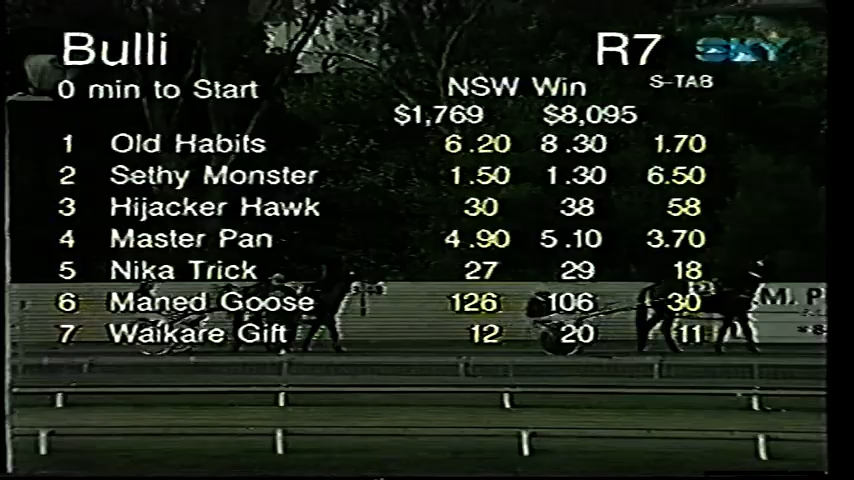 Bulli R7 SKY
0 min to Start NSW Win S-TAB
$1,769 $8,095
1 Old Habits 6.20 8.30 1.70
2 Sethy Monster 1.50 1.30 6.50
3 Hijacker Hawk 30 38 58
4 Master Pan 4.90 5.10 3.70
5 Nika Trick 27 29 18
6 Maned Goose 126 106 30
7 Waikare Gift 12 20 11
M. P